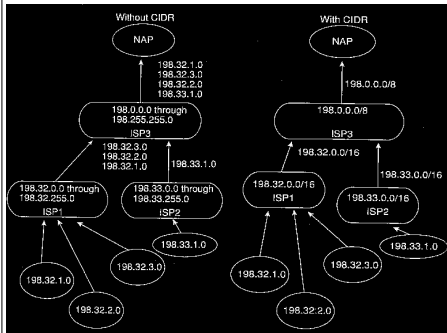 Without CIDR
NAP
198.32.1.0
198.32.3.0
198.32.2.0
198.33.1.0
198.0.0.0 through
198.255.255.0
ISP3
198.32.3.0
198.32.2.0
198.32.1.0
198.33.1.0
198.32.0.0 through
198.32.255.0
ISP1
198.33.0.0 through
198.33.255.0
ISP2
198.33.1.0
198.32.3.0
198.32.1.0
198.32.2.0
With CIDR
NAP
198.0.0.0/8
198.0.0.0/8
ISP3
198.32.0.0/16
198.33.0.0/16
198.32.0.0/16
ISP1
198.33.0.0/16
ISP2
198.33.1.0
198.32.3.0
198.32.1.0
198.32.2.0